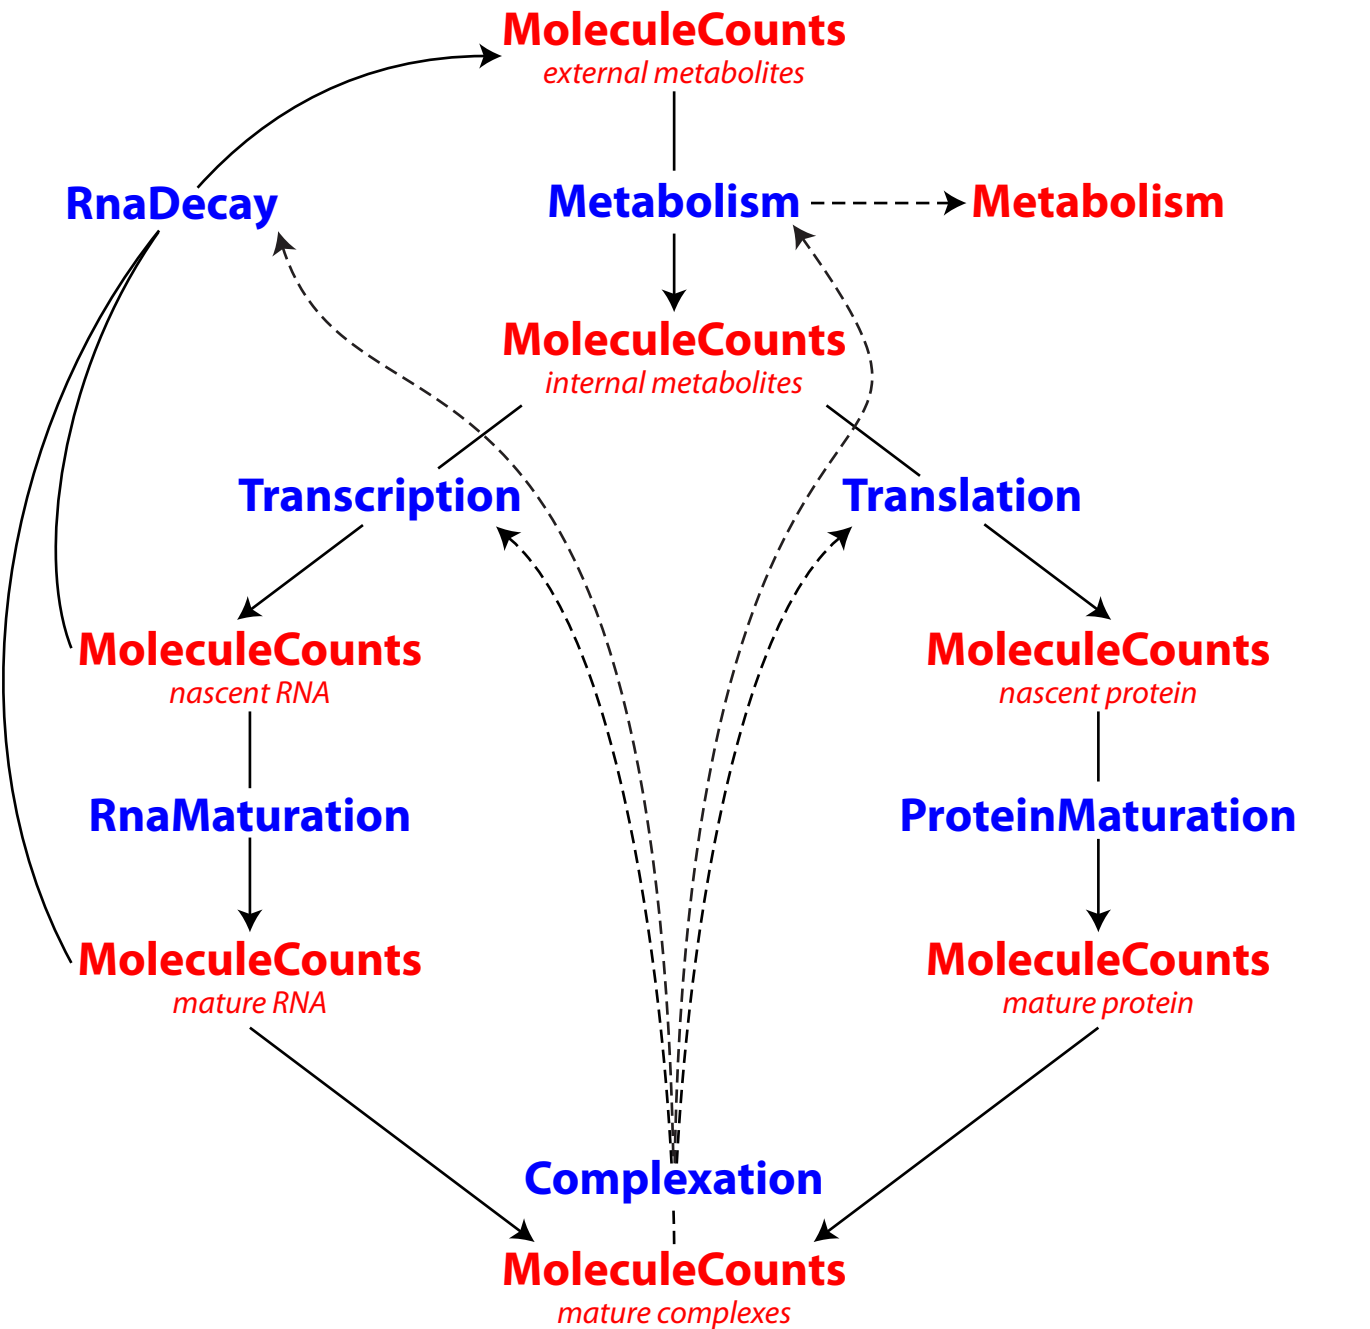 MoleculeCounts
external metabolites
RnaDecay
Metabolism
Metabolism
MoleculeCounts
internal metabolites
Transcription
Translation
MoleculeCounts
nascent RNA
MoleculeCounts
nascent protein
RnaMaturation
ProteinMaturation
MoleculeCounts
mature RNA
MoleculeCounts
mature protein
Complexation
MoleculeCounts
mature complexes